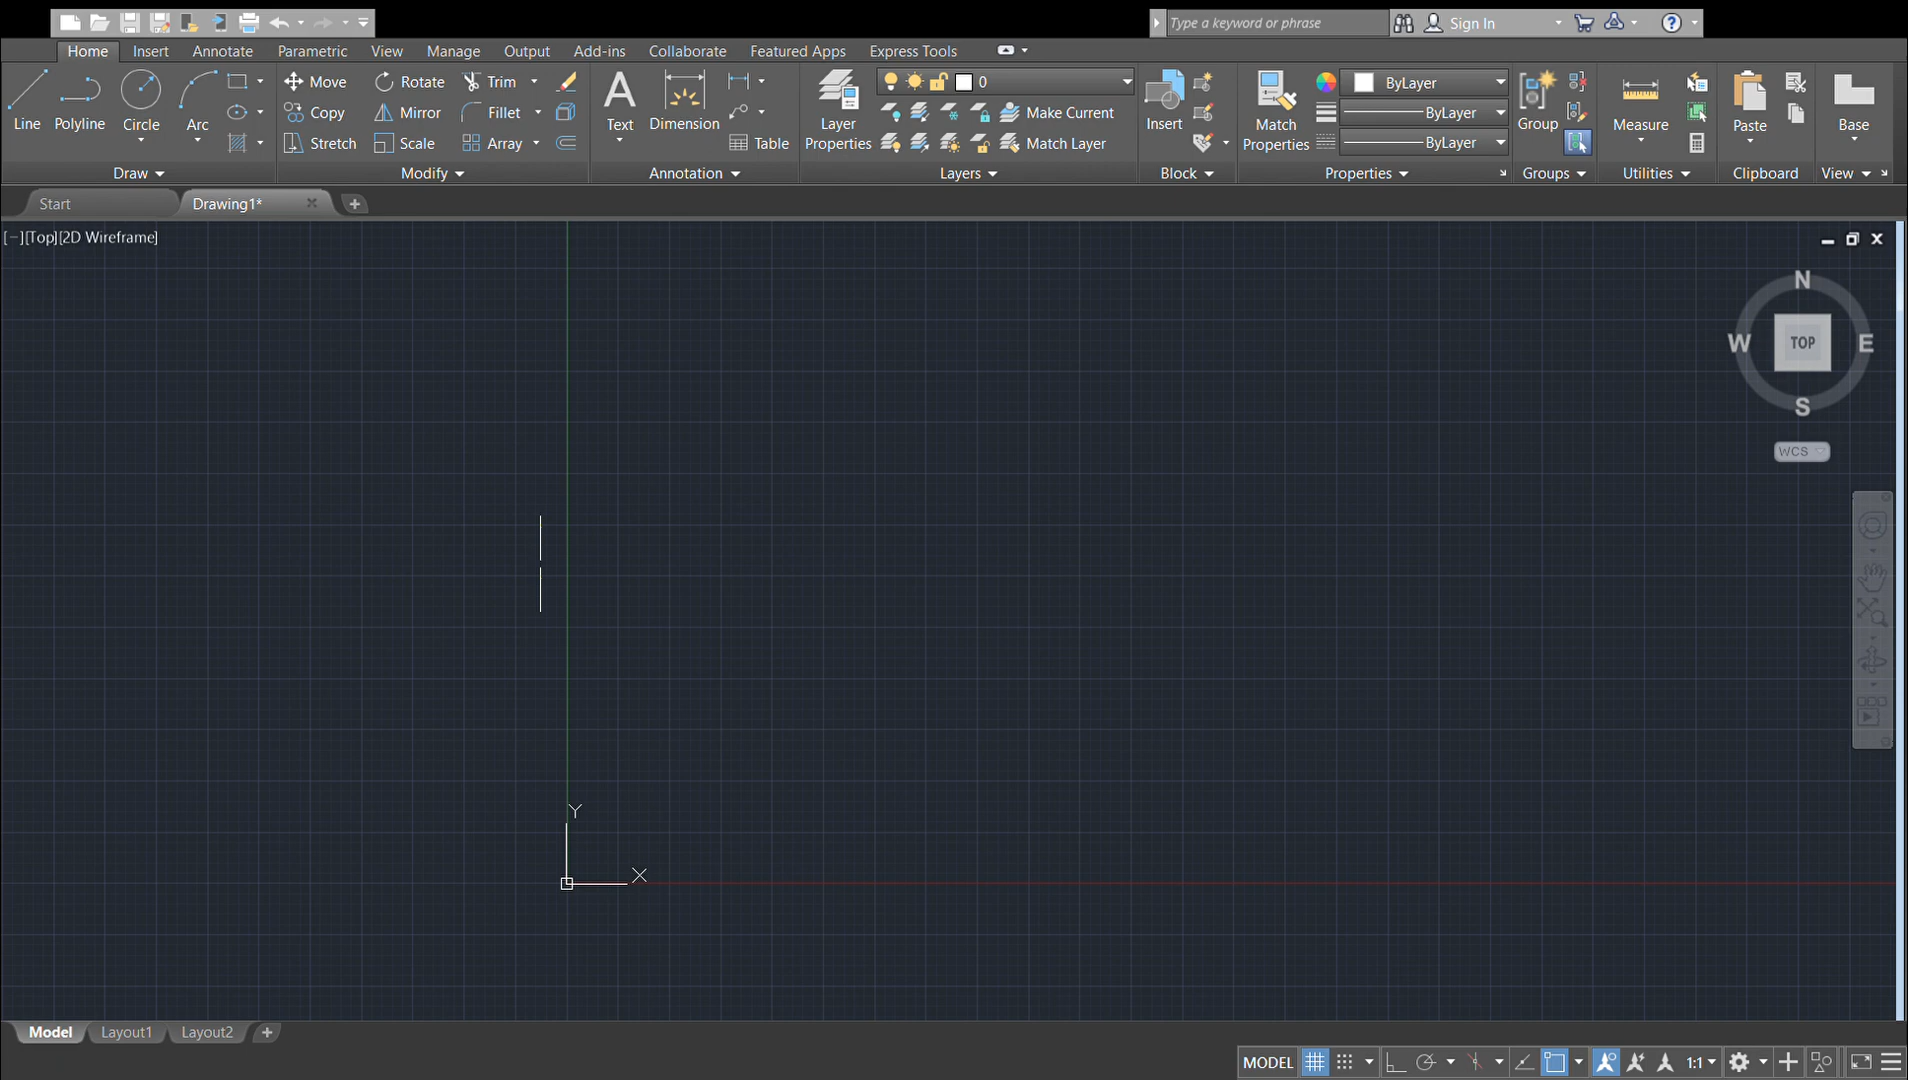 Type a keyword or phrase
Sign In
Home Insert Annotate Parametric View Manage Output Add-ins Collaborate Featured Apps Express Tools
Line
Polyline
Circle
Arc
Move
Rotate
Trim
Copy
Mirror
Fillet
Stretch
Scale
Array
Text
Dimension
Table
Layer
Properties
0
Make Current
Match Layer
Insert
Match
Properties
ByLayer
ByLayer
ByLayer
Group
Measure
Paste
Base
Draw Modify Annotation Layers Block Properties Groups Utilities Clipboard View
Start Drawing1*
[−][Top][2D Wireframe]
N
W TOP E
S
WCS
Y
X
Model Layout1 Layout2
MODEL 1:1